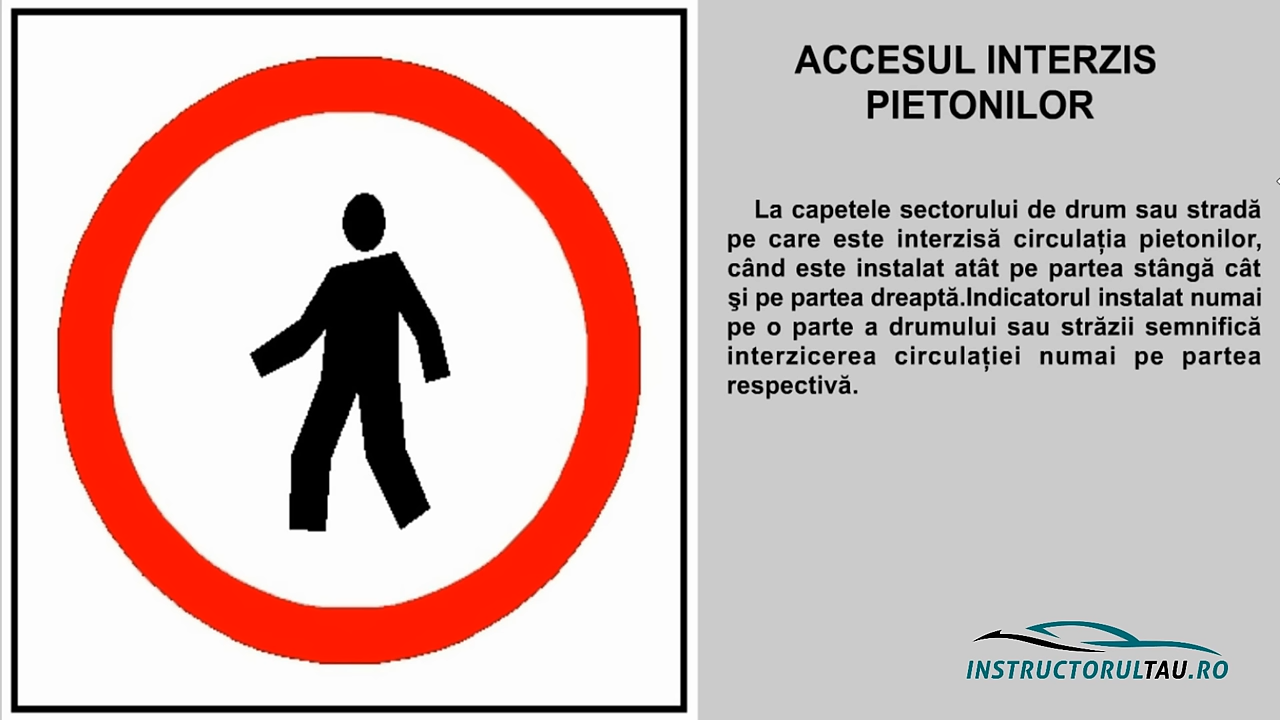 ACCESUL INTERZIS
PIETONILOR
La capetele sectorului de drum sau stradă
pe care este interzisă circulaţia pietonilor,
când este instalat atât pe partea stângă cât
şi pe partea dreaptă.Indicatorul instalat numai
pe o parte a drumului sau străzii semnifică
interzicerea circulaţiei numai pe partea
respectivă.
INSTRUCTORULTAU.RO